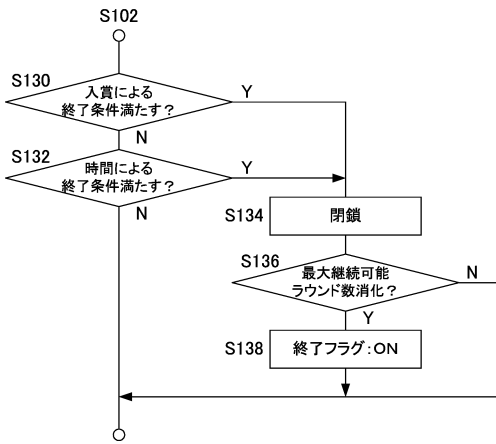 S102
S130
入賞による
終了条件満たす？
Y
N
S132
時間による
終了条件満たす？
Y
N
S134
閉鎖
S136
最大継続可能
ラウンド数消化？
N
Y
S138
終了フラグ：ON